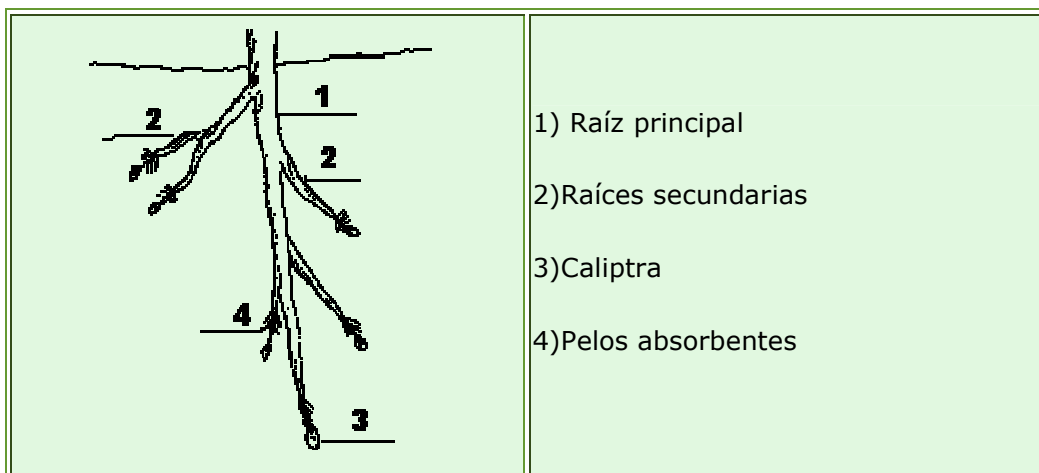 1
2
2
4
3
1) Raíz principal
2)Raíces secundarias
3)Caliptra
4)Pelos absorbentes